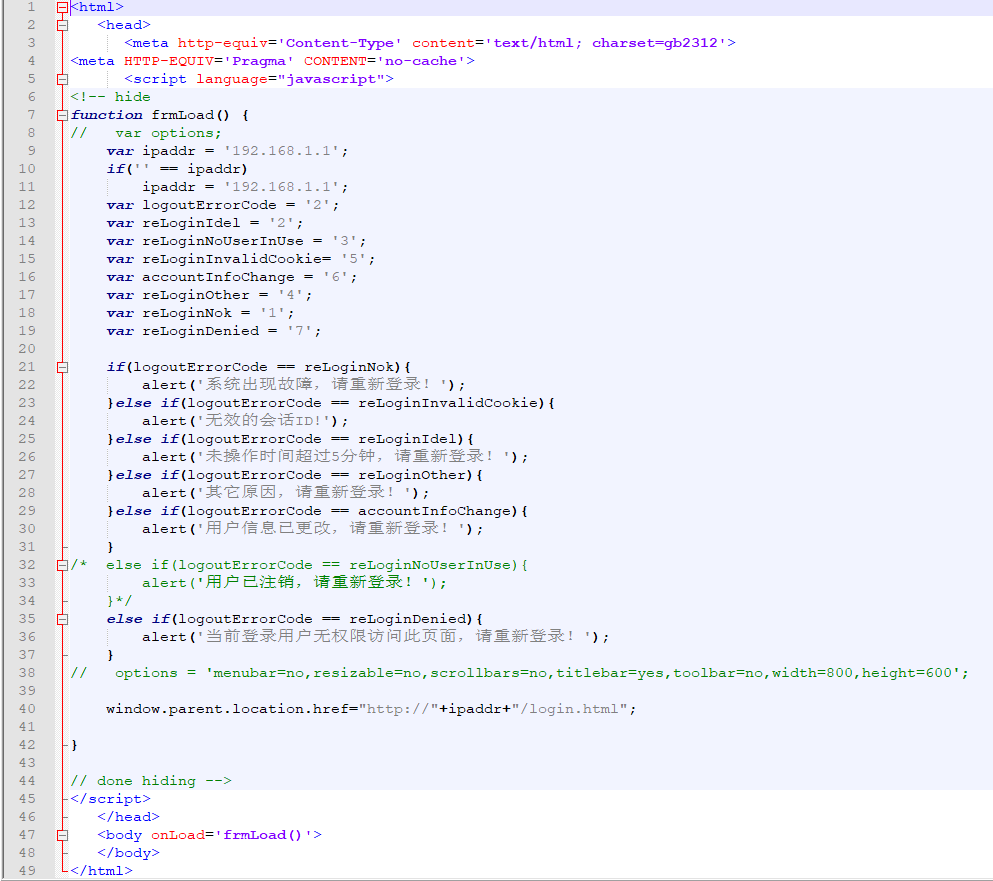 1 <html>
2 <head>
3 <meta http-equiv='Content-Type' content='text/html; charset=gb2312'>
4 <meta HTTP-EQUIV='Pragma' CONTENT='no-cache'>
5 <script language="javascript">
6 <!-- hide
7 function frmLoad() {
8 //   var options;
9 var ipaddr = '192.168.1.1';
10 if('' == ipaddr)
11 ipaddr = '192.168.1.1';
12 var logoutErrorCode = '2';
13 var reLoginIdel = '2';
14 var reLoginNoUserInUse = '3';
15 var reLoginInvalidCookie= '5';
16 var accountInfoChange = '6';
17 var reLoginOther = '4';
18 var reLoginNok = '1';
19 var reLoginDenied = '7';
20
21 if(logoutErrorCode == reLoginNok){
22 alert('系统出现故障，请重新登录！');
23 }else if(logoutErrorCode == reLoginInvalidCookie){
24 alert('无效的会话ID!');
25 }else if(logoutErrorCode == reLoginIdel){
26 alert('未操作时间超过5分钟，请重新登录！');
27 }else if(logoutErrorCode == reLoginOther){
28 alert('其它原因，请重新登录！');
29 }else if(logoutErrorCode == accountInfoChange){
30 alert('用户信息已更改，请重新登录！');
31 }
32 /*  else if(logoutErrorCode == reLoginNoUserInUse){
33 alert('用户已注销，请重新登录！');
34 }*/
35 else if(logoutErrorCode == reLoginDenied){
36 alert('当前登录用户无权限访问此页面，请重新登录！');
37 }
38 //   options = 'menubar=no,resizable=no,scrollbars=no,titlebar=yes,toolbar=no,width=800,height=600';
39
40 window.parent.location.href="http://"+ipaddr+"/login.html";
41
42 }
43
44 // done hiding -->
45 </script>
46 </head>
47 <body onLoad='frmLoad()'>
48 </body>
49 </html>